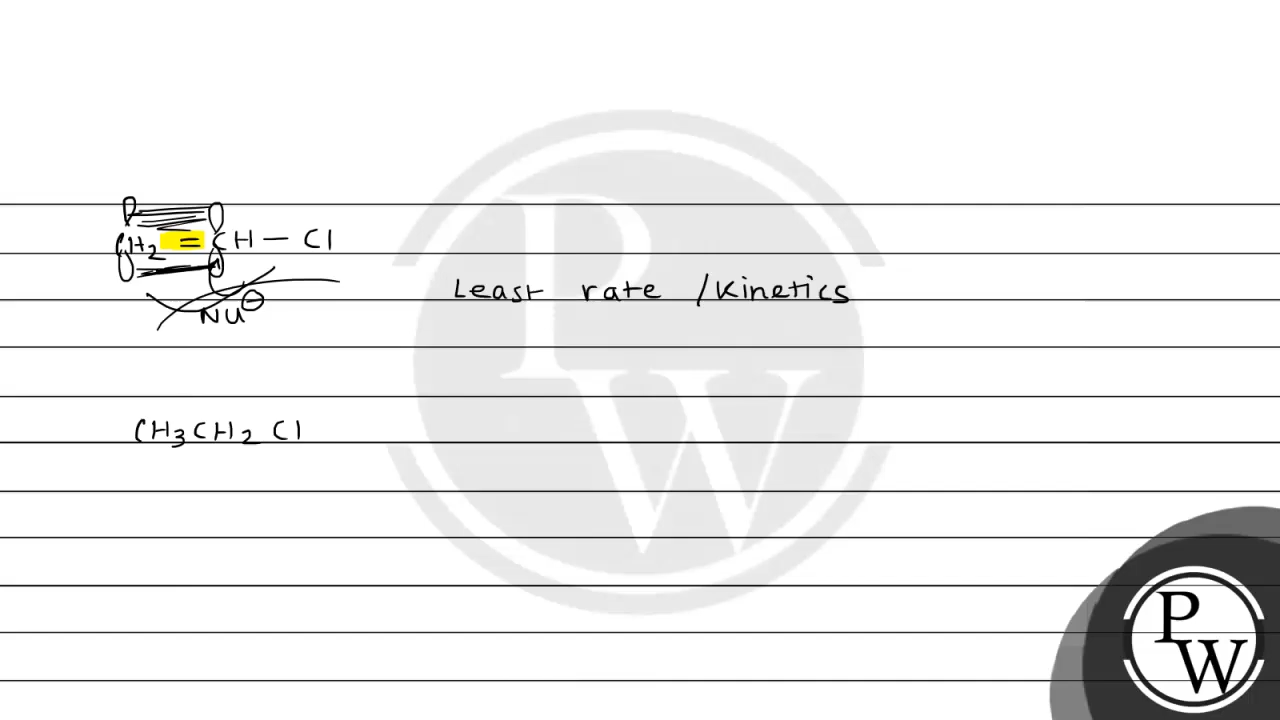 CH2 = CH — Cl
Nu⊖
Least rate /Kinetics
CH3CH2 Cl
P
W
P
W